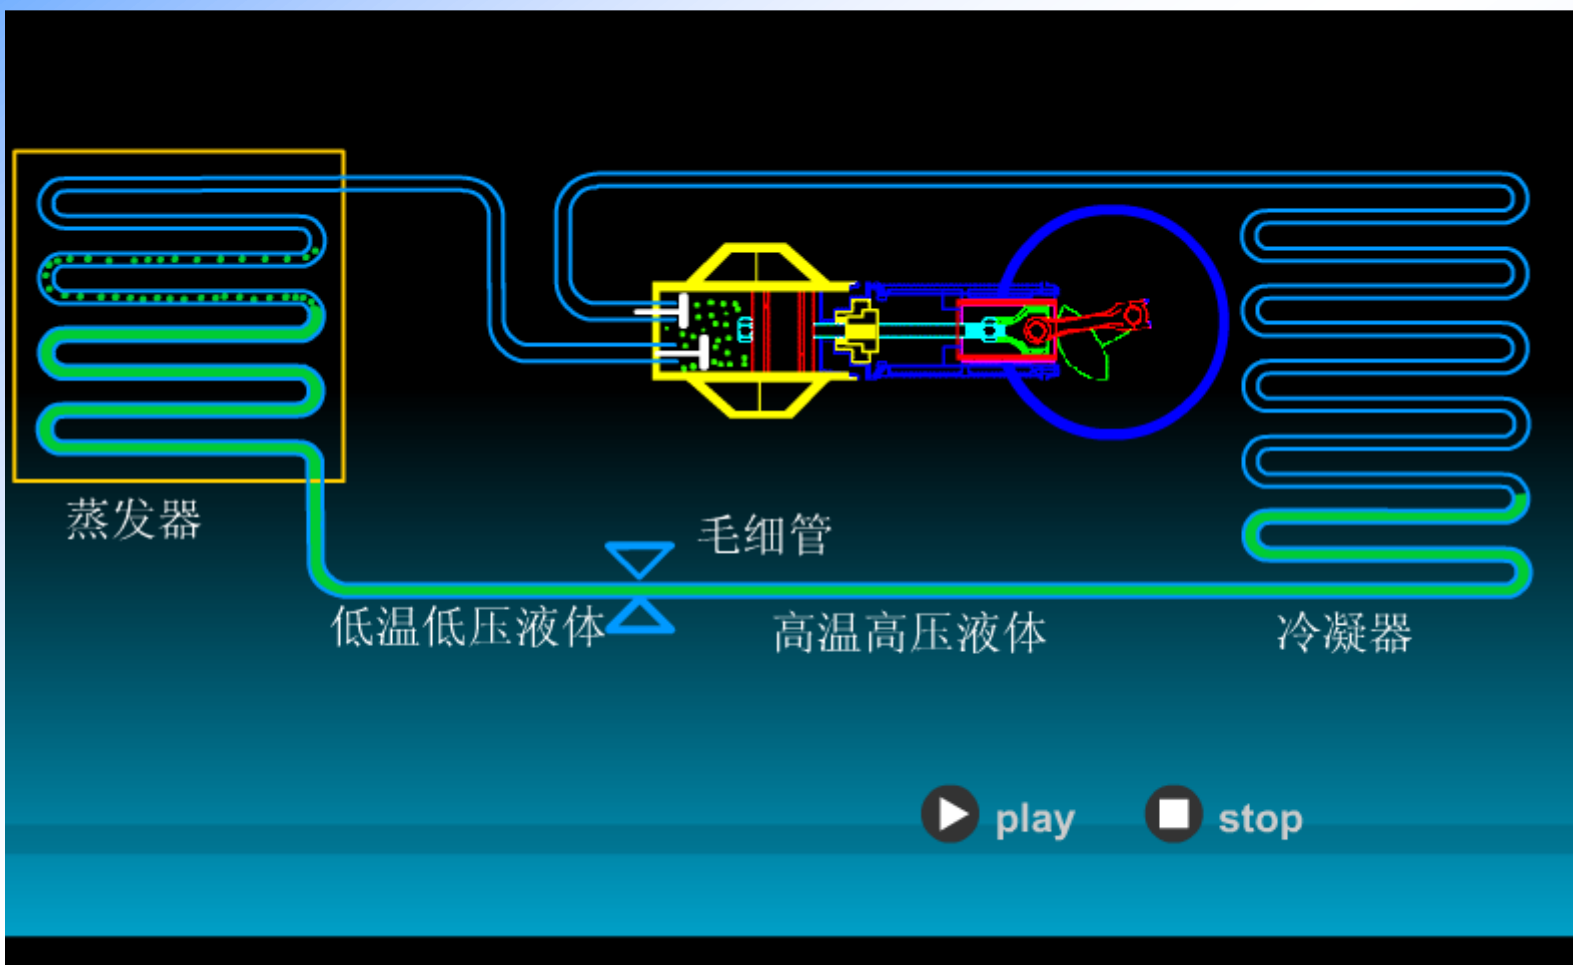 蒸发器
毛细管
低温低压液体
高温高压液体
冷凝器
play
stop